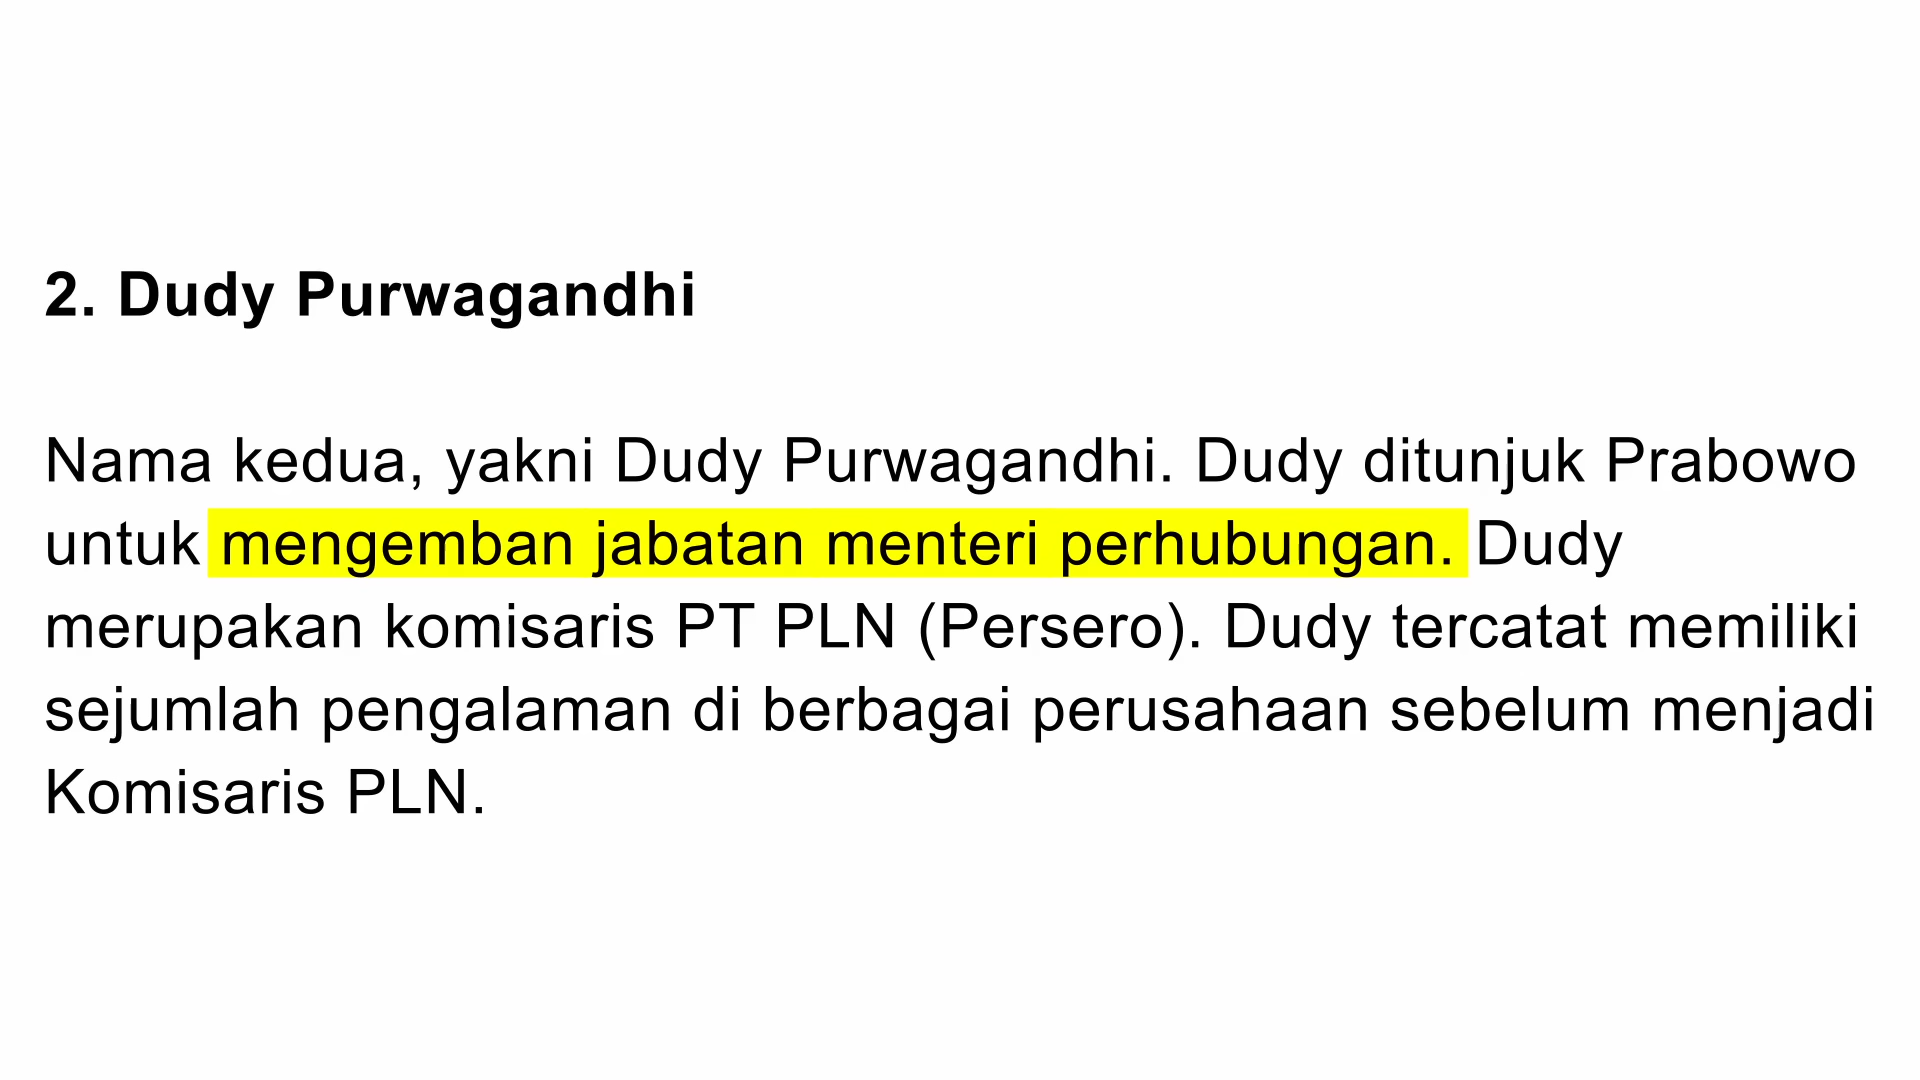 2. Dudy Purwagandhi
Nama kedua, yakni Dudy Purwagandhi. Dudy ditunjuk Prabowo
untuk mengemban jabatan menteri perhubungan. Dudy
merupakan komisaris PT PLN (Persero). Dudy tercatat memiliki
sejumlah pengalaman di berbagai perusahaan sebelum menjadi
Komisaris PLN.